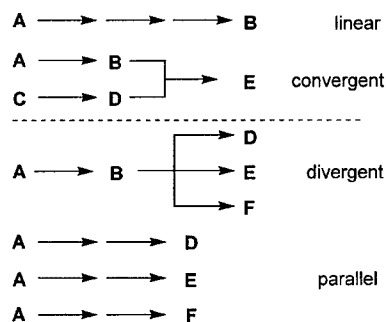 A B linear
A B
E convergent
C D
D
A B E divergent
F
A D
A E parallel
A F